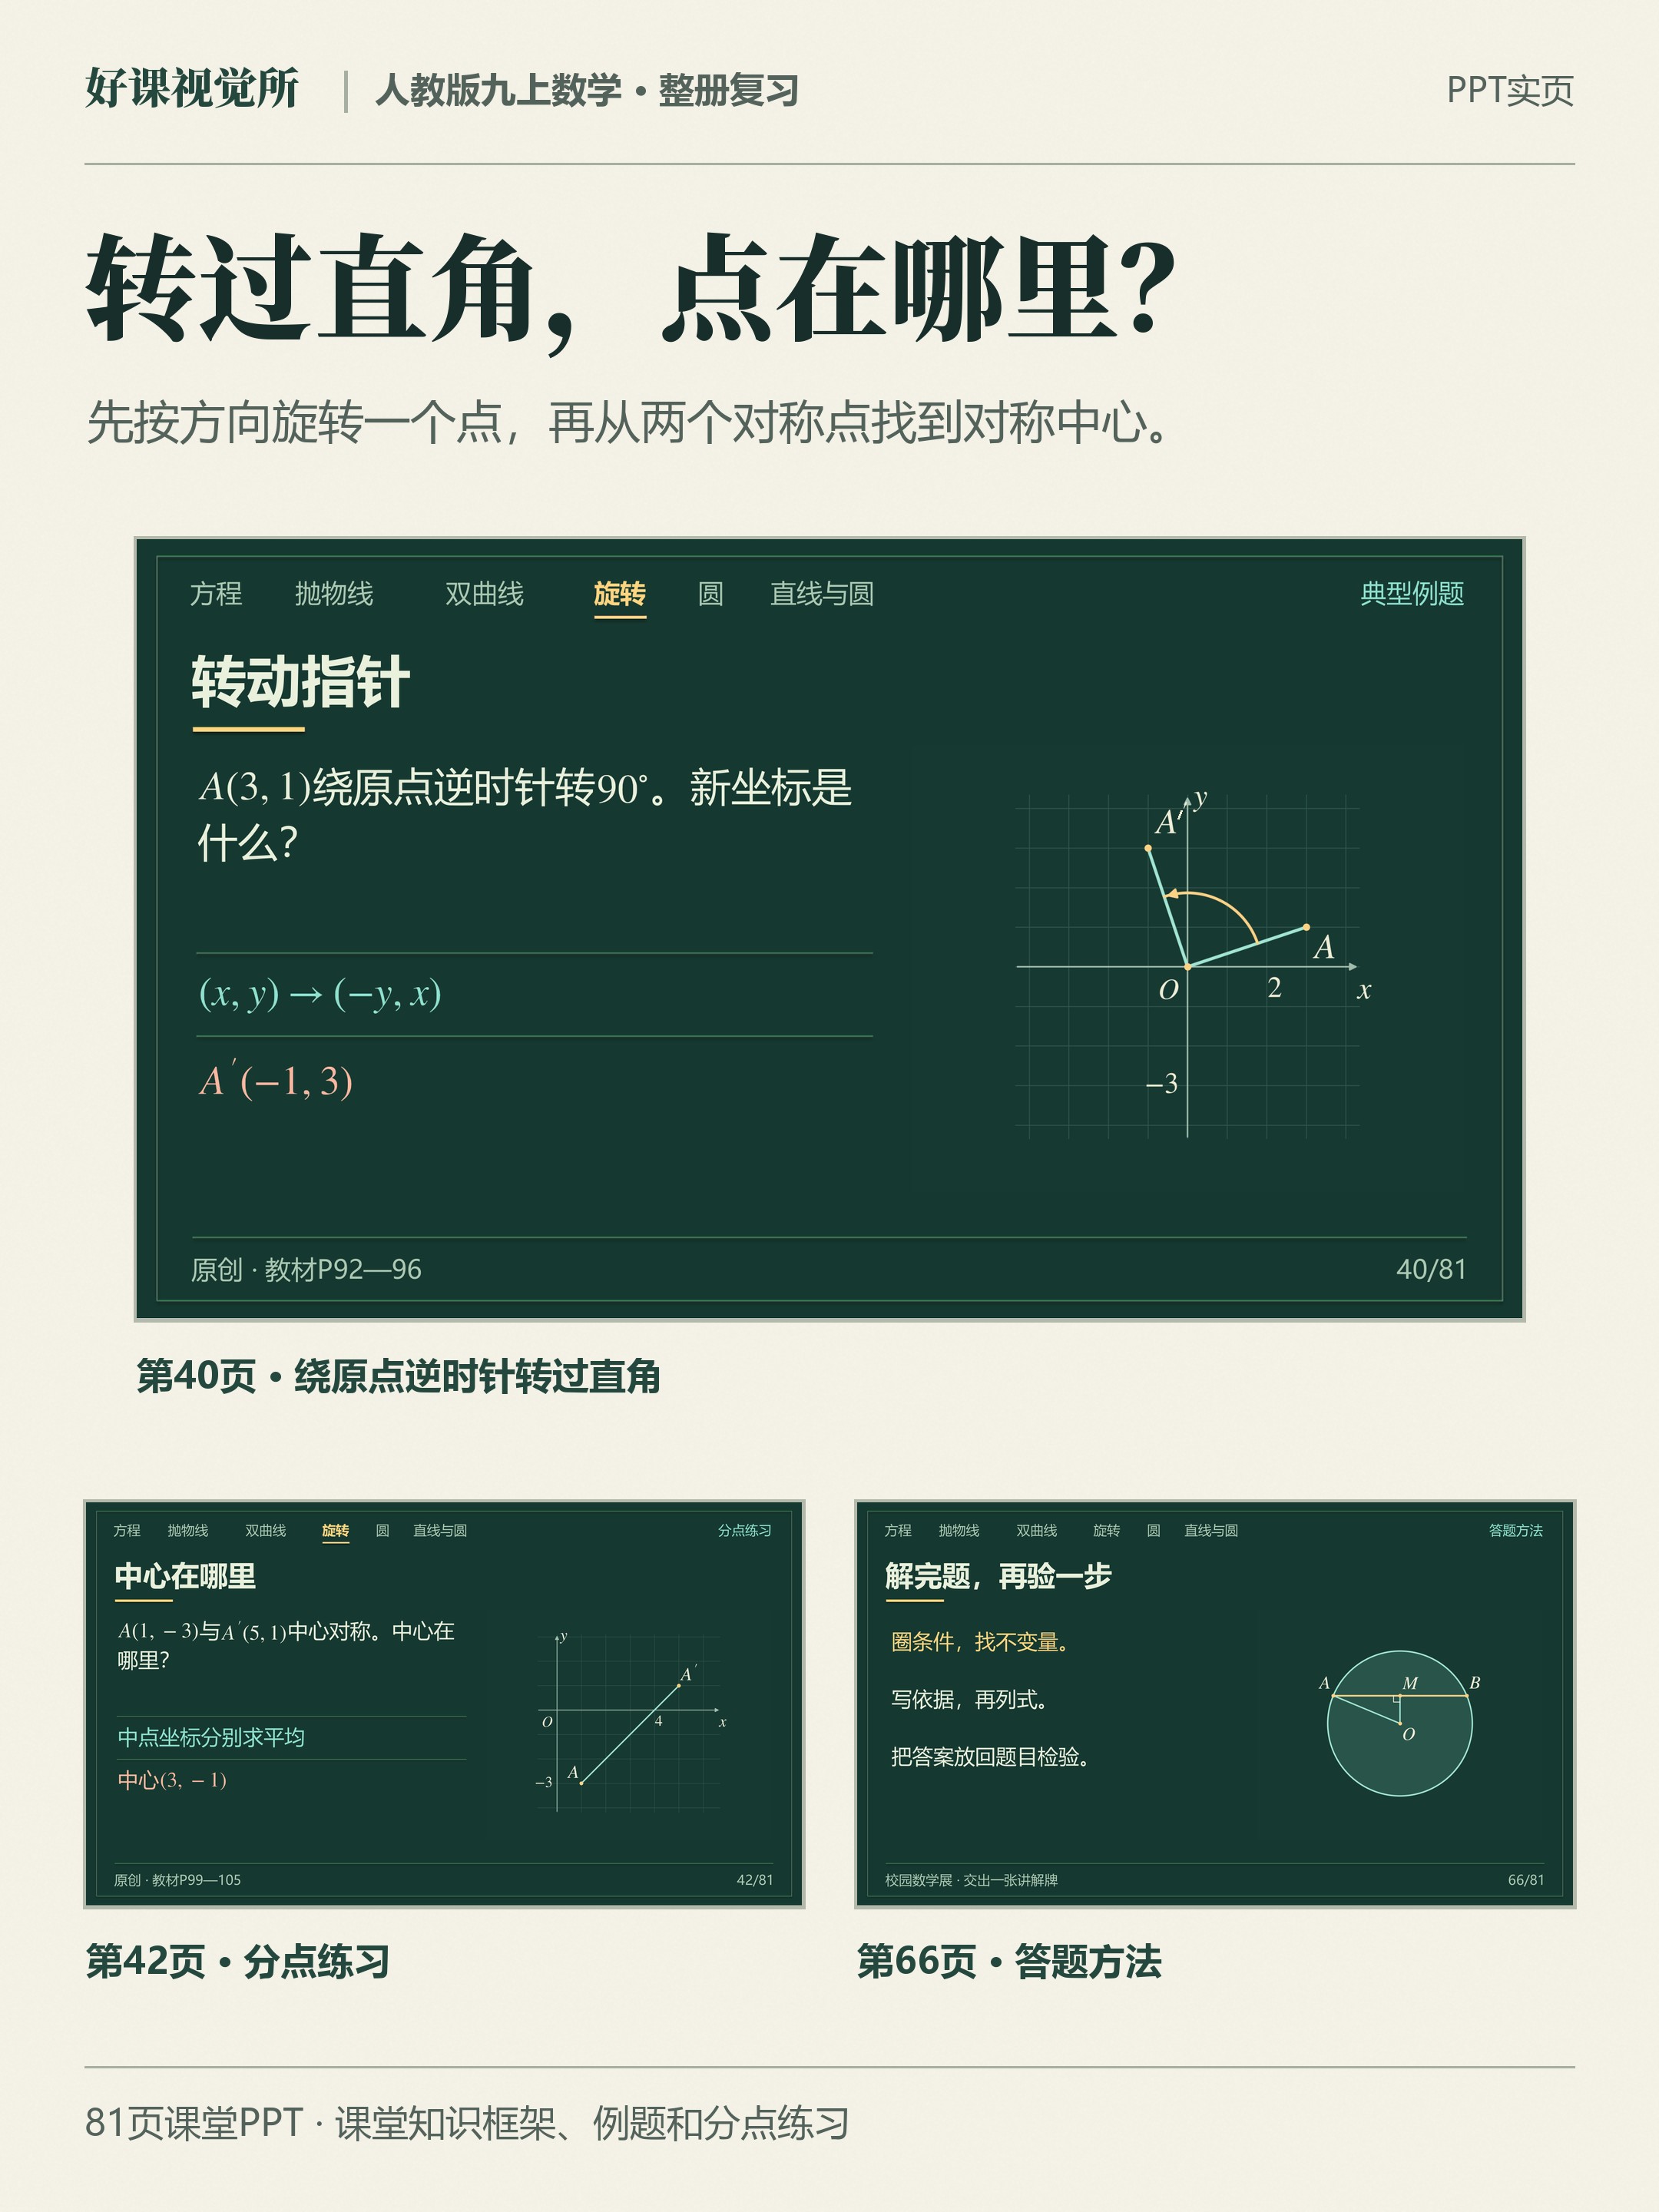 好课视觉所 | 人教版九上数学·整册复习 PPT实页
转过直角，点在哪里？
先按方向旋转一个点，再从两个对称点找到对称中心。
方程 抛物线 双曲线 旋转 圆 直线与圆 典型例题
转动指针
A(3, 1)绕原点逆时针转90°。新坐标是
什么？
(x, y) → (−y, x)
A′(−1, 3)
y
A′
A
O
2
x
−3
原创·教材P92—96 40/81
第40页·绕原点逆时针转过直角
方程 抛物线 双曲线 旋转 圆 直线与圆 分点练习
中心在哪里
A(1, −3)与A′(5, 1)中心对称。中心在
哪里？
中点坐标分别求平均
中心(3, −1)
y
A′
O
4
x
−3
A
原创·教材P99—105 42/81
第42页·分点练习
方程 抛物线 双曲线 旋转 圆 直线与圆 答题方法
解完题，再验一步
圈条件，找不变量。
写依据，再列式。
把答案放回题目检验。
A
M
B
O
校园数学展·交出一张讲解牌 66/81
第66页·答题方法
81页课堂PPT·课堂知识框架、例题和分点练习